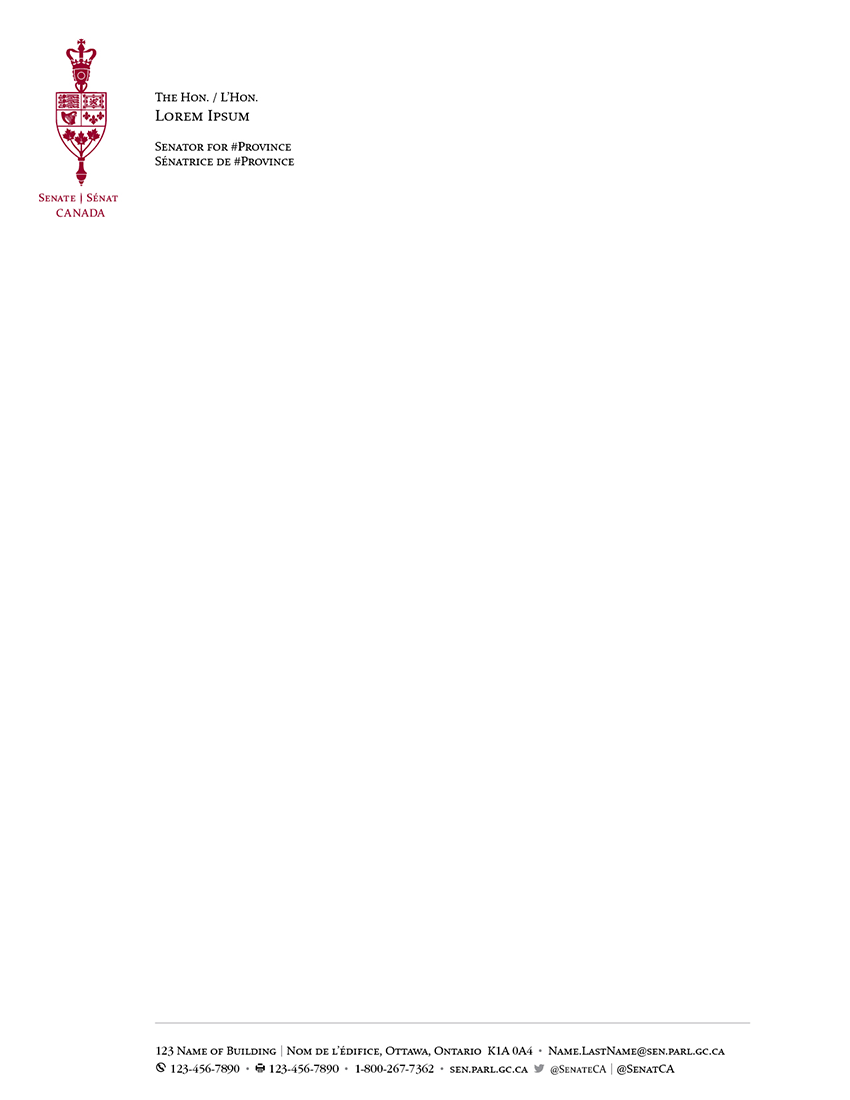 The Hon. / L'Hon.
Lorem Ipsum
Senator for #Province
Sénatrice de #Province
Senate | Sénat
CANADA
123 Name of Building | Nom de l'édifice, Ottawa, Ontario K1A 0A4 • Name.LastName@sen.parl.gc.ca
123-456-7890 • 123-456-7890 • 1-800-267-7362 • sen.parl.gc.ca @SenateCA | @SenatCA